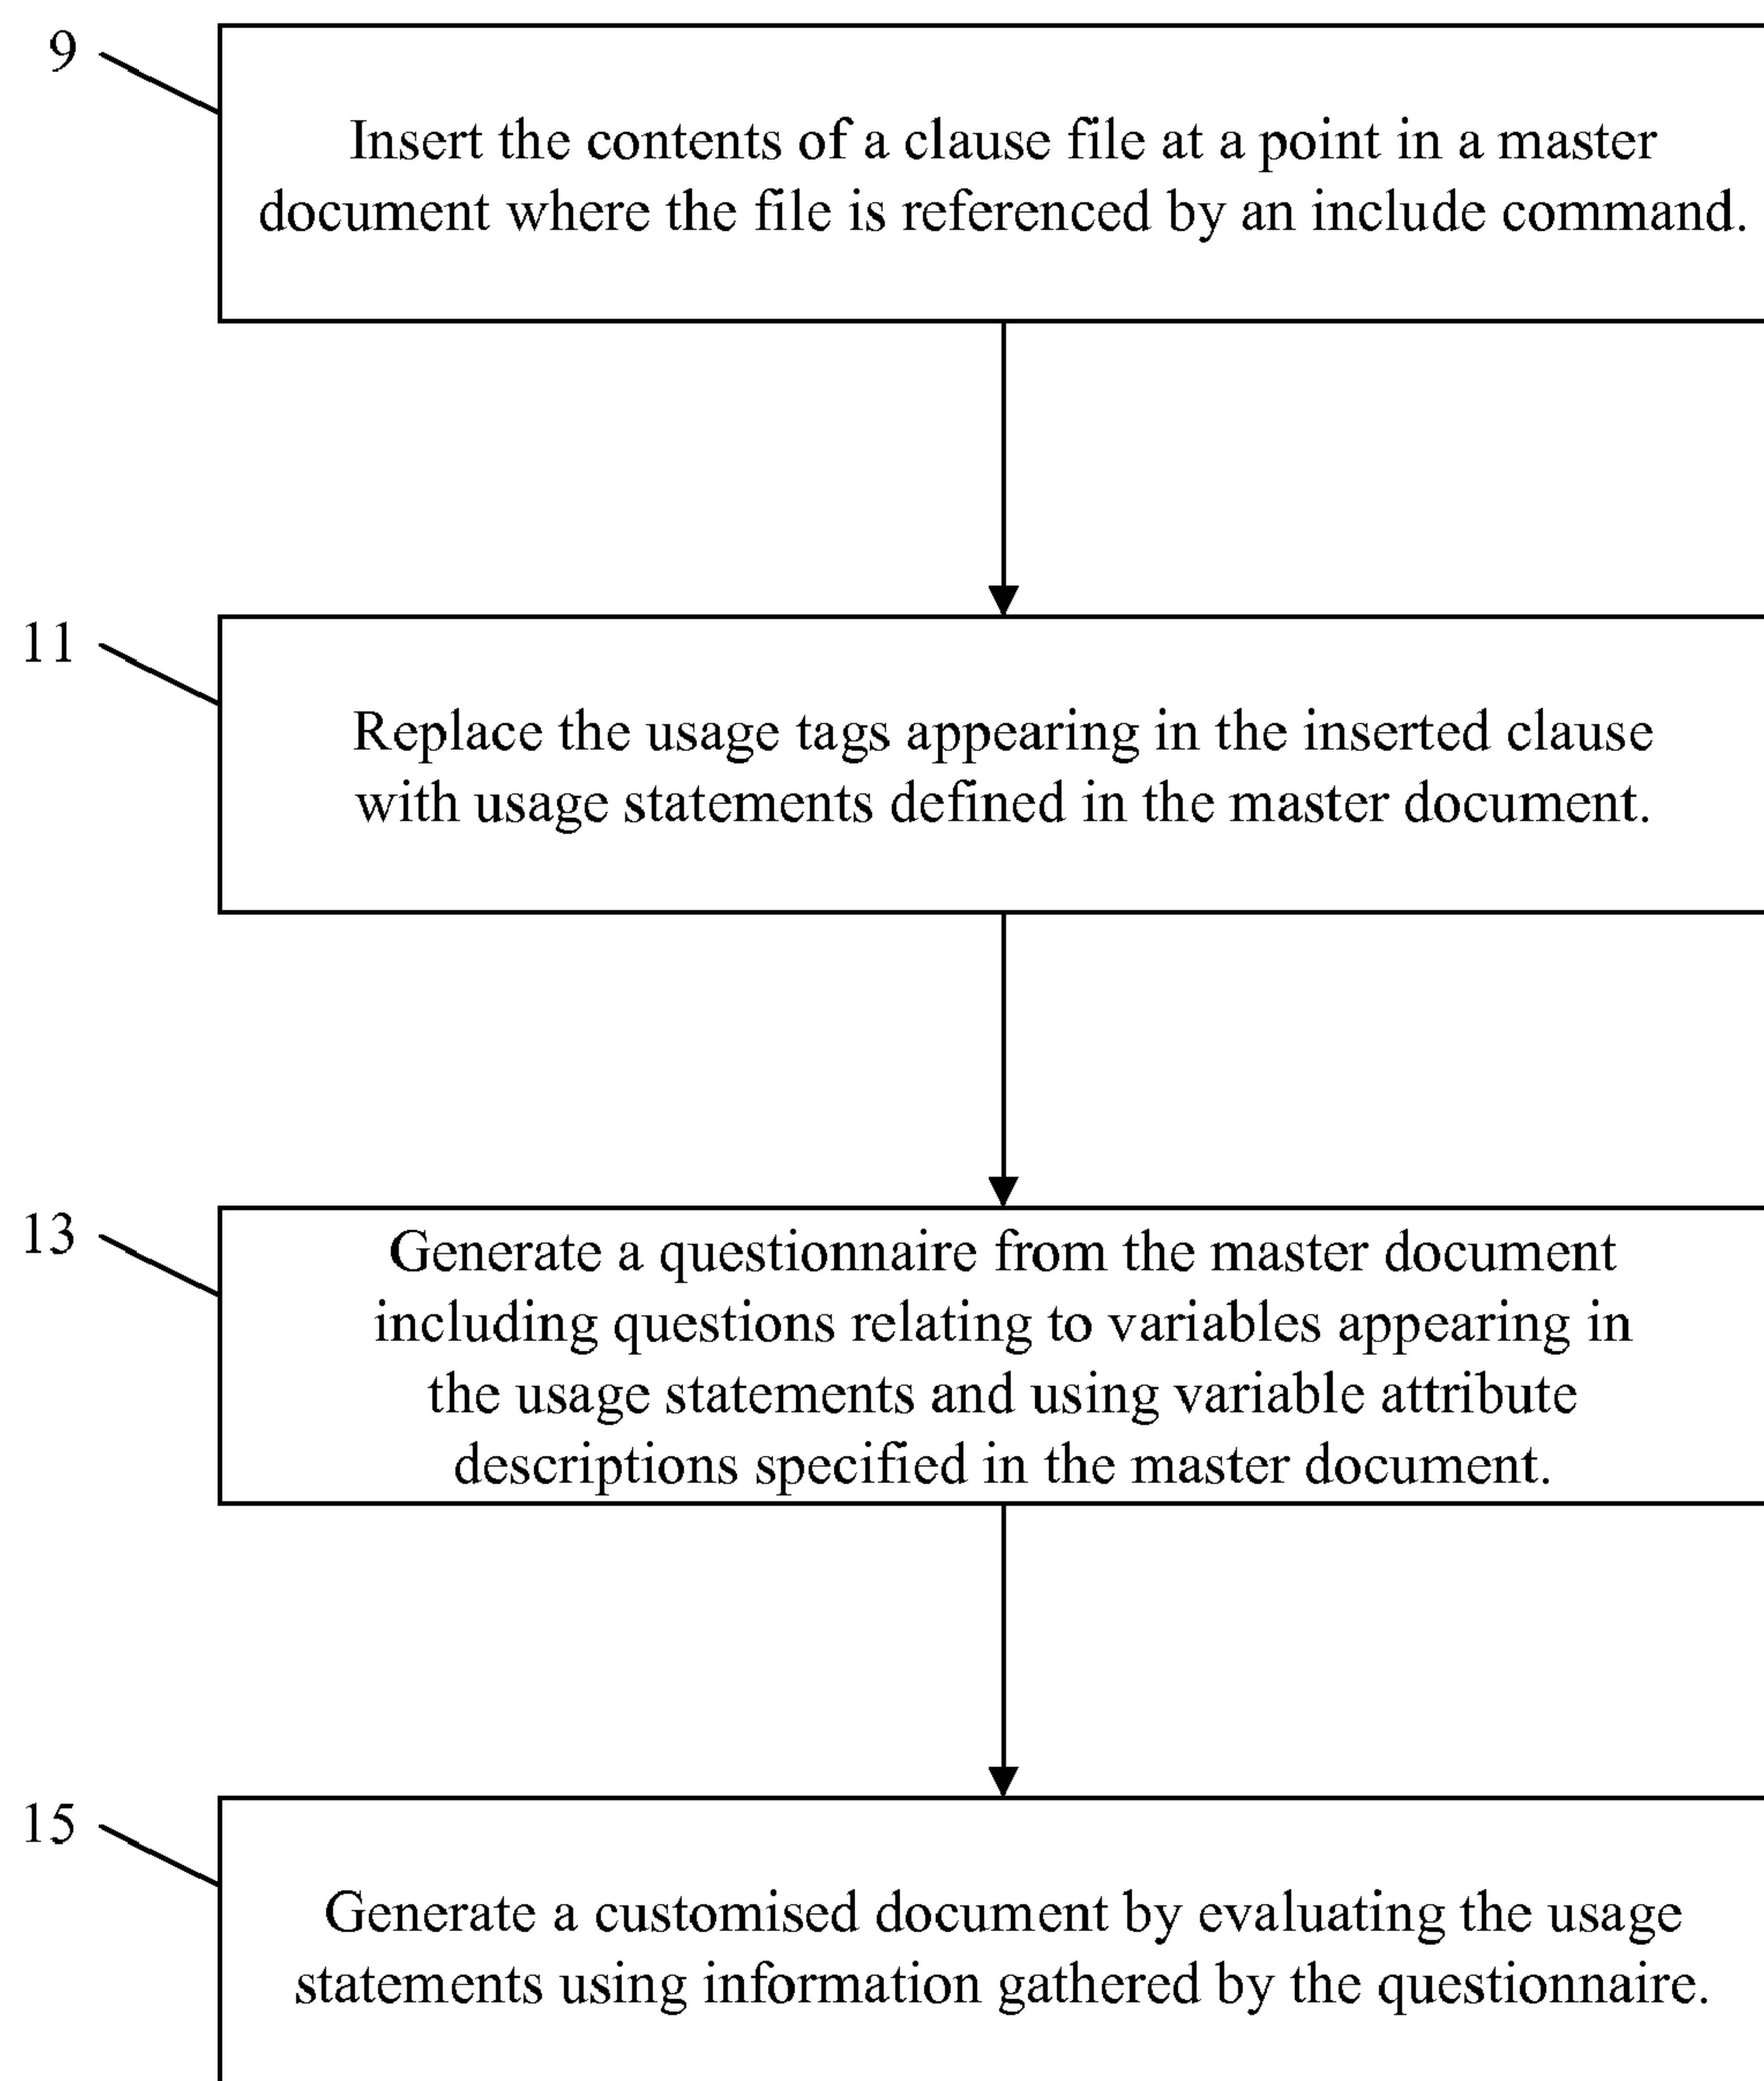 9
Insert the contents of a clause file at a point in a master
document where the file is referenced by an include command.
11
Replace the usage tags appearing in the inserted clause
with usage statements defined in the master document.
13
Generate a questionnaire from the master document
including questions relating to variables appearing in
the usage statements and using variable attribute
descriptions specified in the master document.
15
Generate a customised document by evaluating the usage
statements using information gathered by the questionnaire.